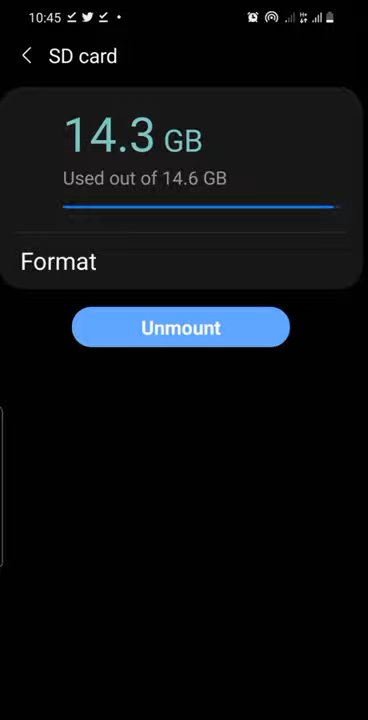 10:45
SD card
14.3 GB
Used out of 14.6 GB
Format
Unmount